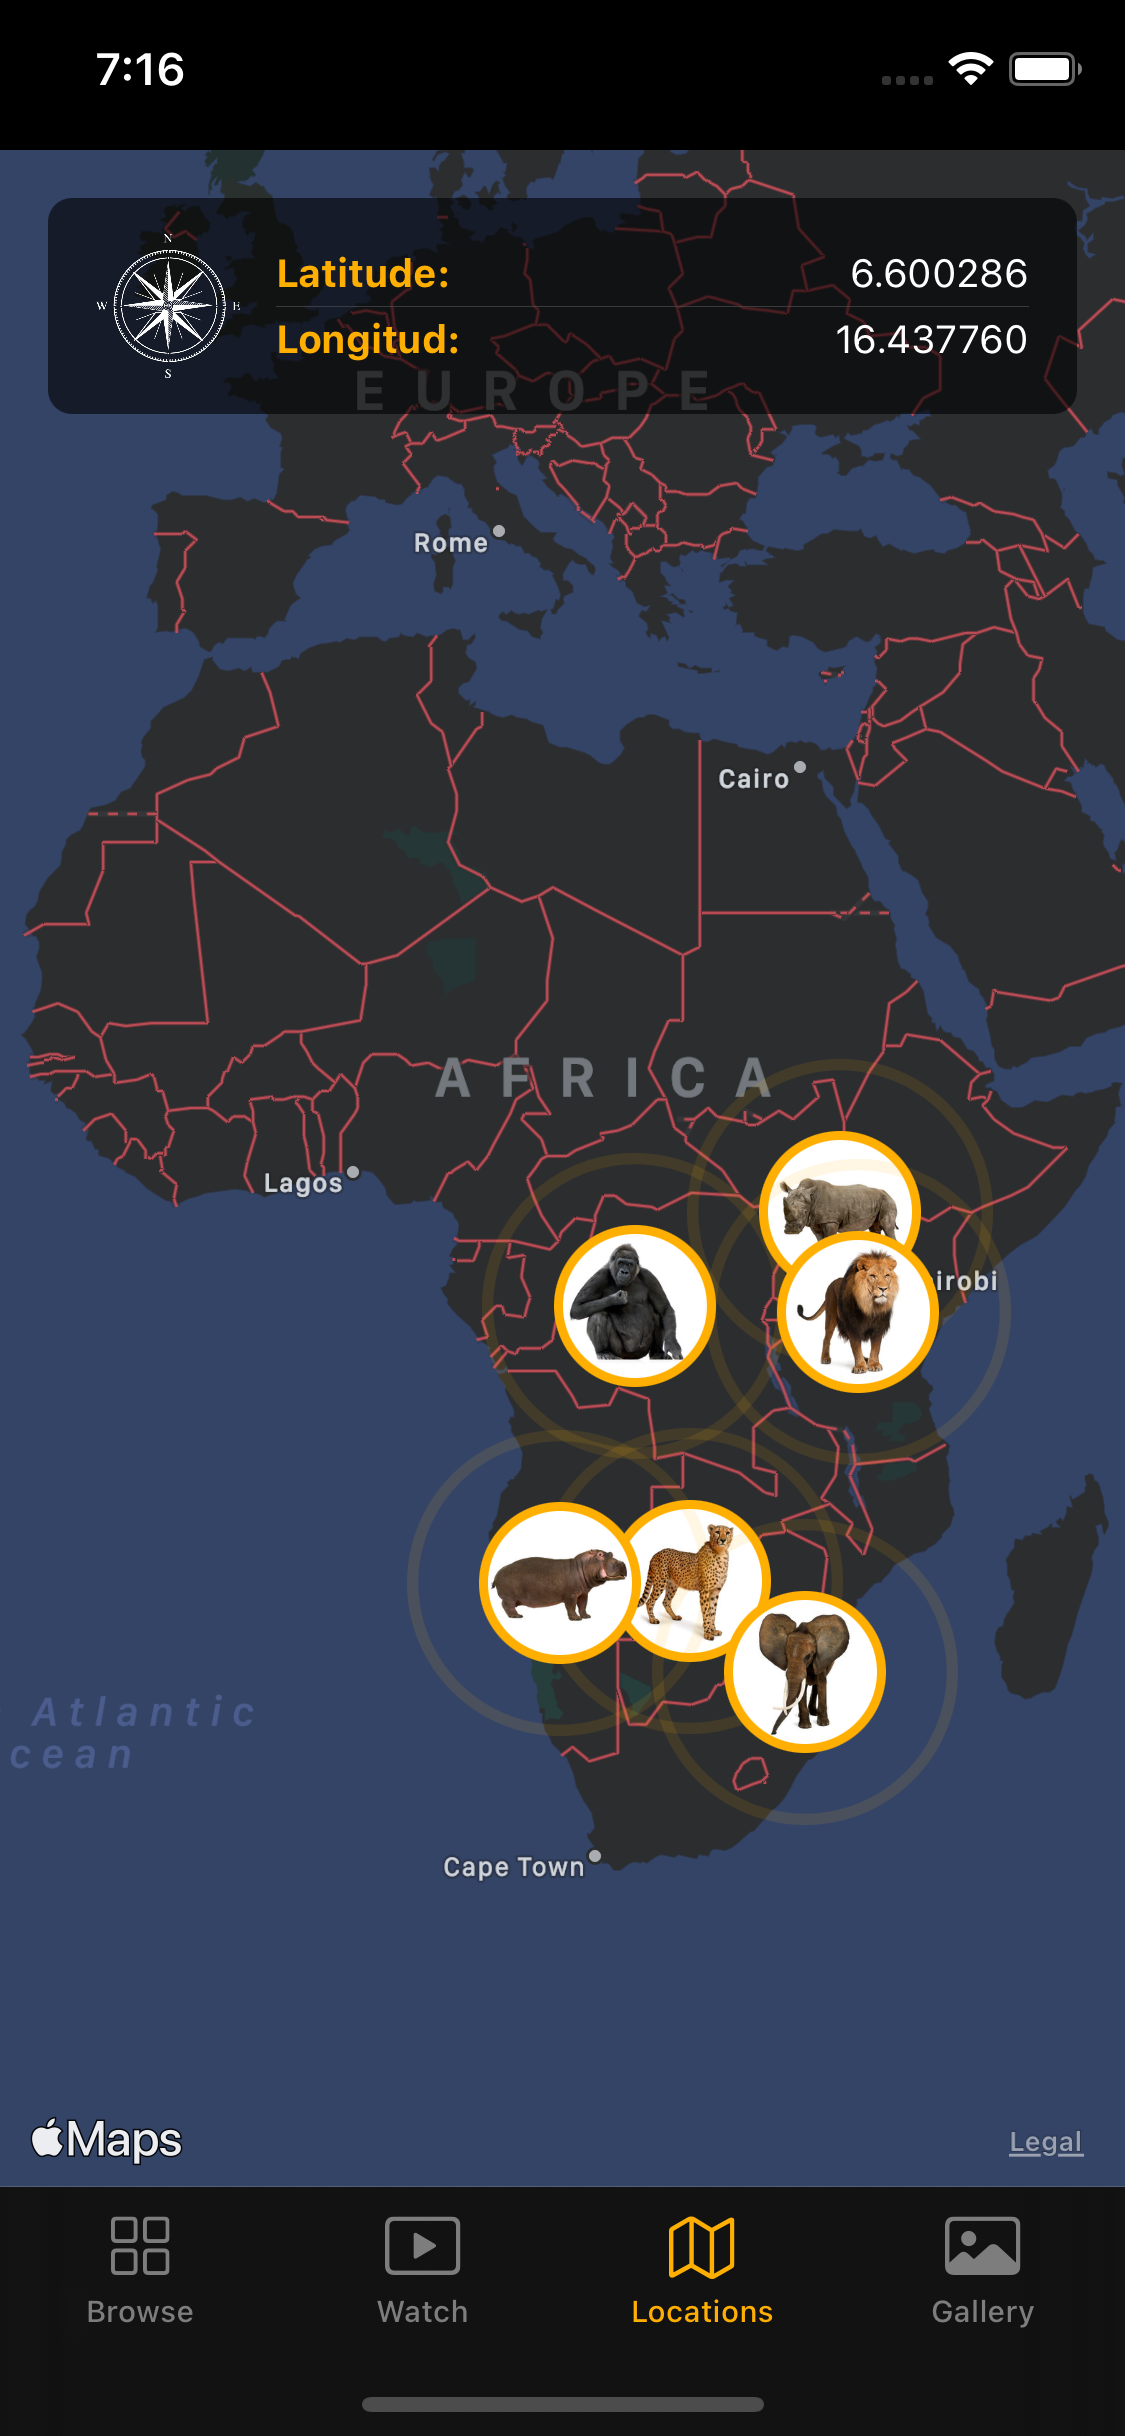 7:16
N
W E
S
Latitude: 6.600286
Longitud: 16.437760
EUROPE
Rome
Cairo
AFRICA
Lagos
irobi
Atlantic
cean
Cape Town
Maps
Legal
Browse Watch Locations Gallery